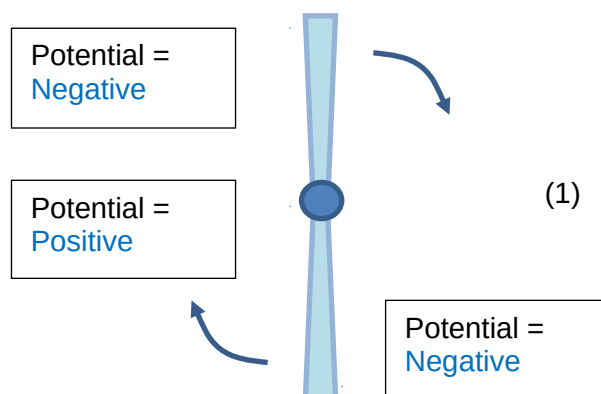 Potential =
Negative
Potential =
Positive
(1)
Potential =
Negative